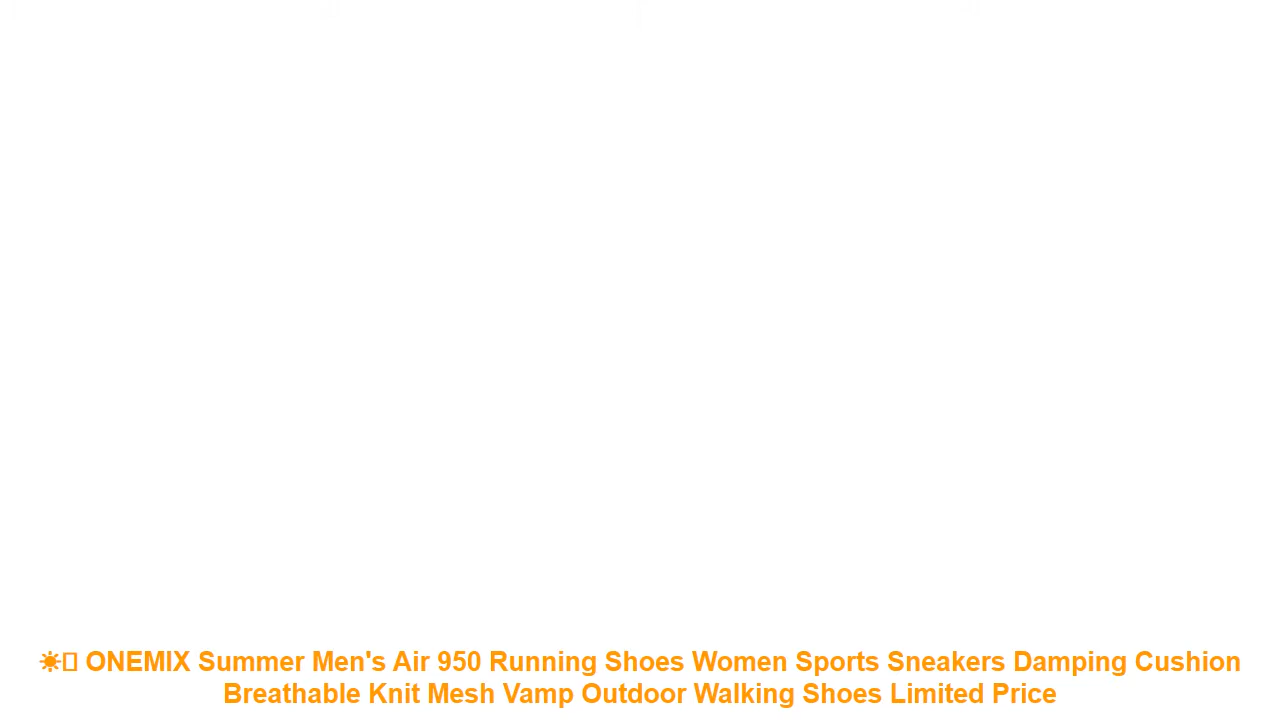 ☀️ ONEMIX Summer Men's Air 950 Running Shoes Women Sports Sneakers Damping Cushion
Breathable Knit Mesh Vamp Outdoor Walking Shoes Limited Price